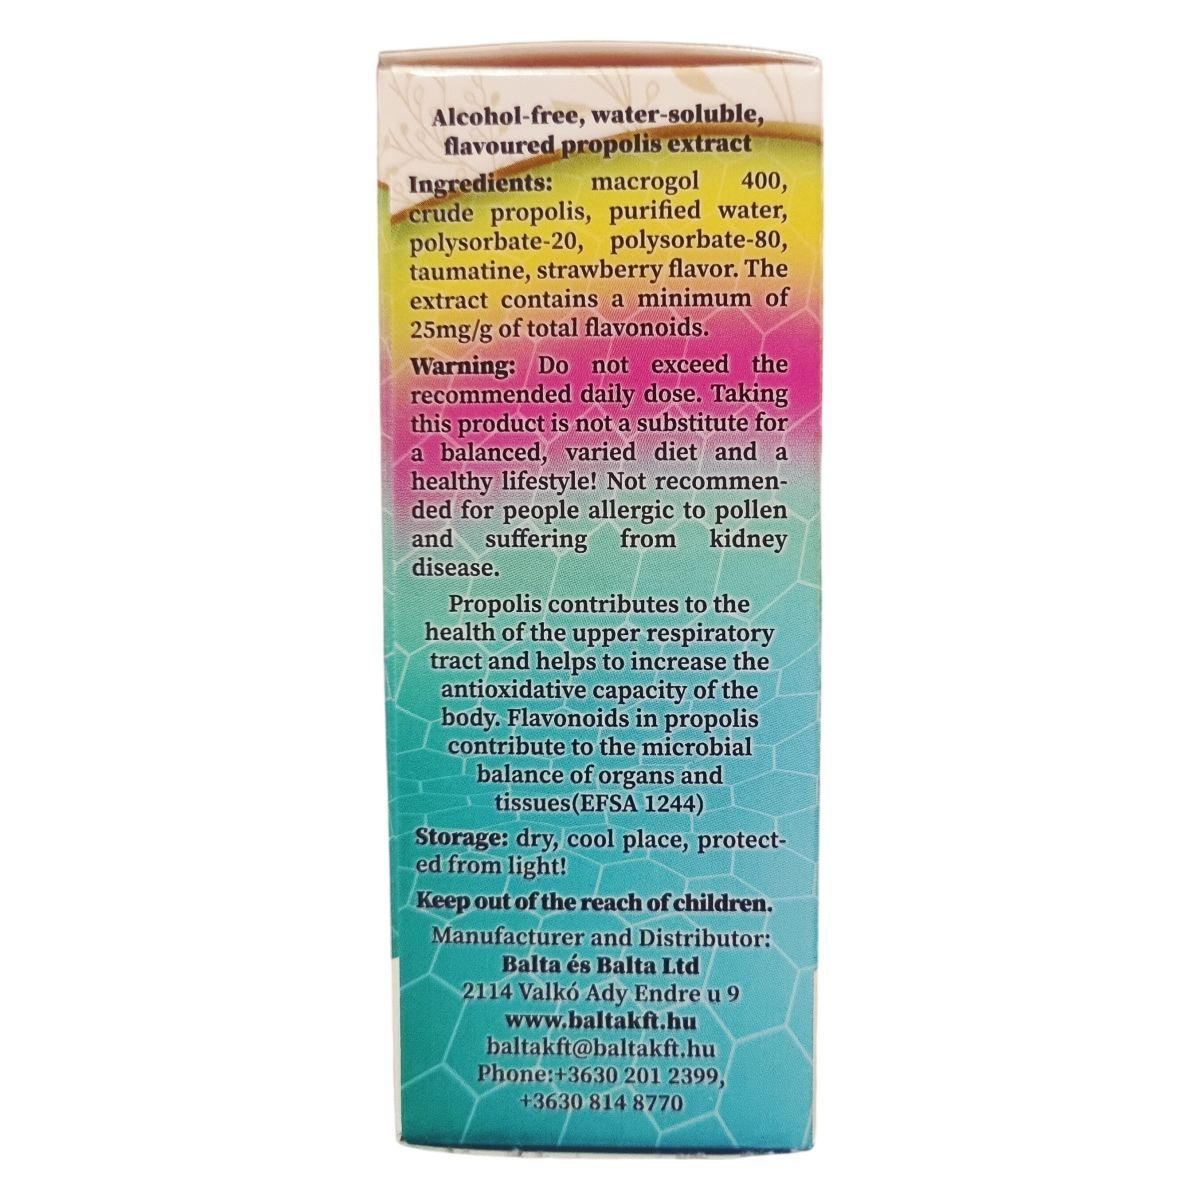 Alcohol-free, water-soluble,
flavoured propolis extract
Ingredients: macrogol 400,
crude propolis, purified water,
polysorbate-20, polysorbate-80,
taumatine, strawberry flavor. The
extract contains a minimum of
25mg/g of total flavonoids.
Warning: Do not exceed the
recommended daily dose. Taking
this product is not a substitute for
a balanced, varied diet and a
healthy lifestyle! Not recommen-
ded for people allergic to pollen
and suffering from kidney
disease.
Propolis contributes to the
health of the upper respiratory
tract and helps to increase the
antioxidative capacity of the
body. Flavonoids in propolis
contribute to the microbial
balance of organs and
tissues(EFSA 1244)
Storage: dry, cool place, protect-
ed from light!
Keep out of the reach of children.
Manufacturer and Distributor:
Balta és Balta Ltd
2114 Valkó Ady Endre u 9
www.baltakft.hu
baltakft@baltakft.hu
Phone:+3630 201 2399,
+3630 814 8770